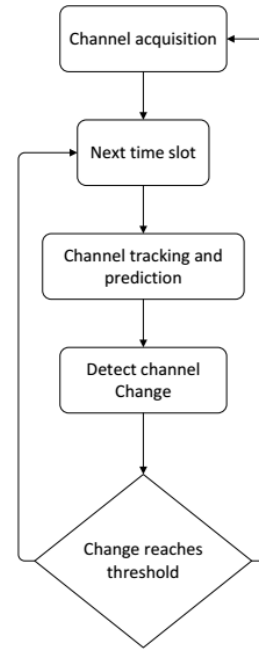 Channel acquisition
Next time slot
Channel tracking and
prediction
Detect channel
Change
Change reaches
threshold